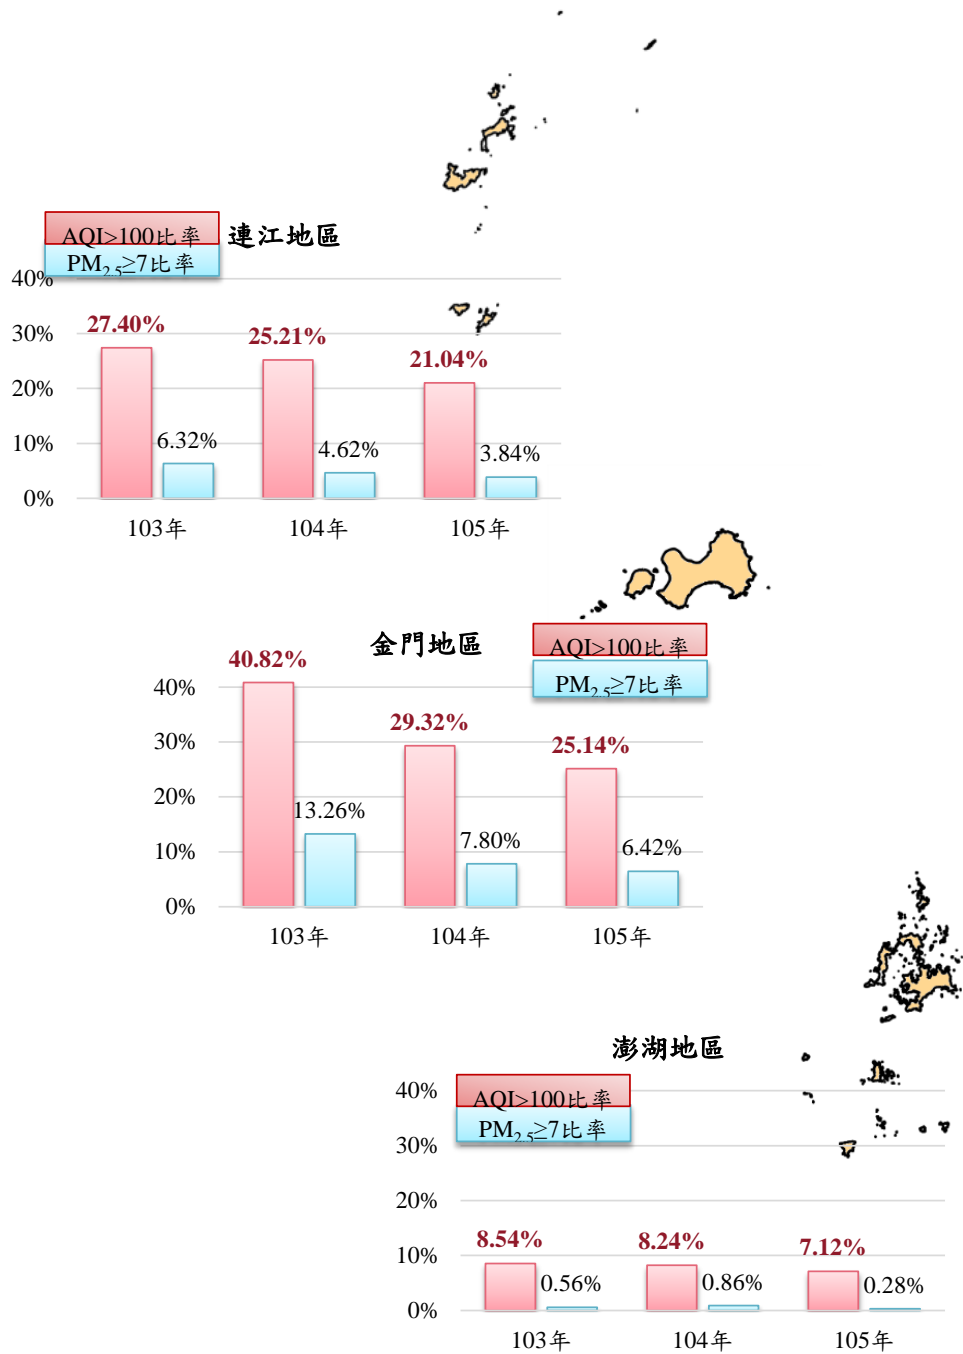 AQI>100比率
連江地區
PM2.5≥7比率
40%
30%
20%
10%
0%
27.40%
25.21%
21.04%
6.32%
4.62%
3.84%
103年
104年
105年
金門地區
AQI>100比率
PM2.5≥7比率
40%
30%
20%
10%
0%
40.82%
29.32%
25.14%
13.26%
7.80%
6.42%
103年
104年
105年
澎湖地區
AQI>100比率
PM2.5≥7比率
40%
30%
20%
10%
0%
8.54%
8.24%
7.12%
0.56%
0.86%
0.28%
103年
104年
105年